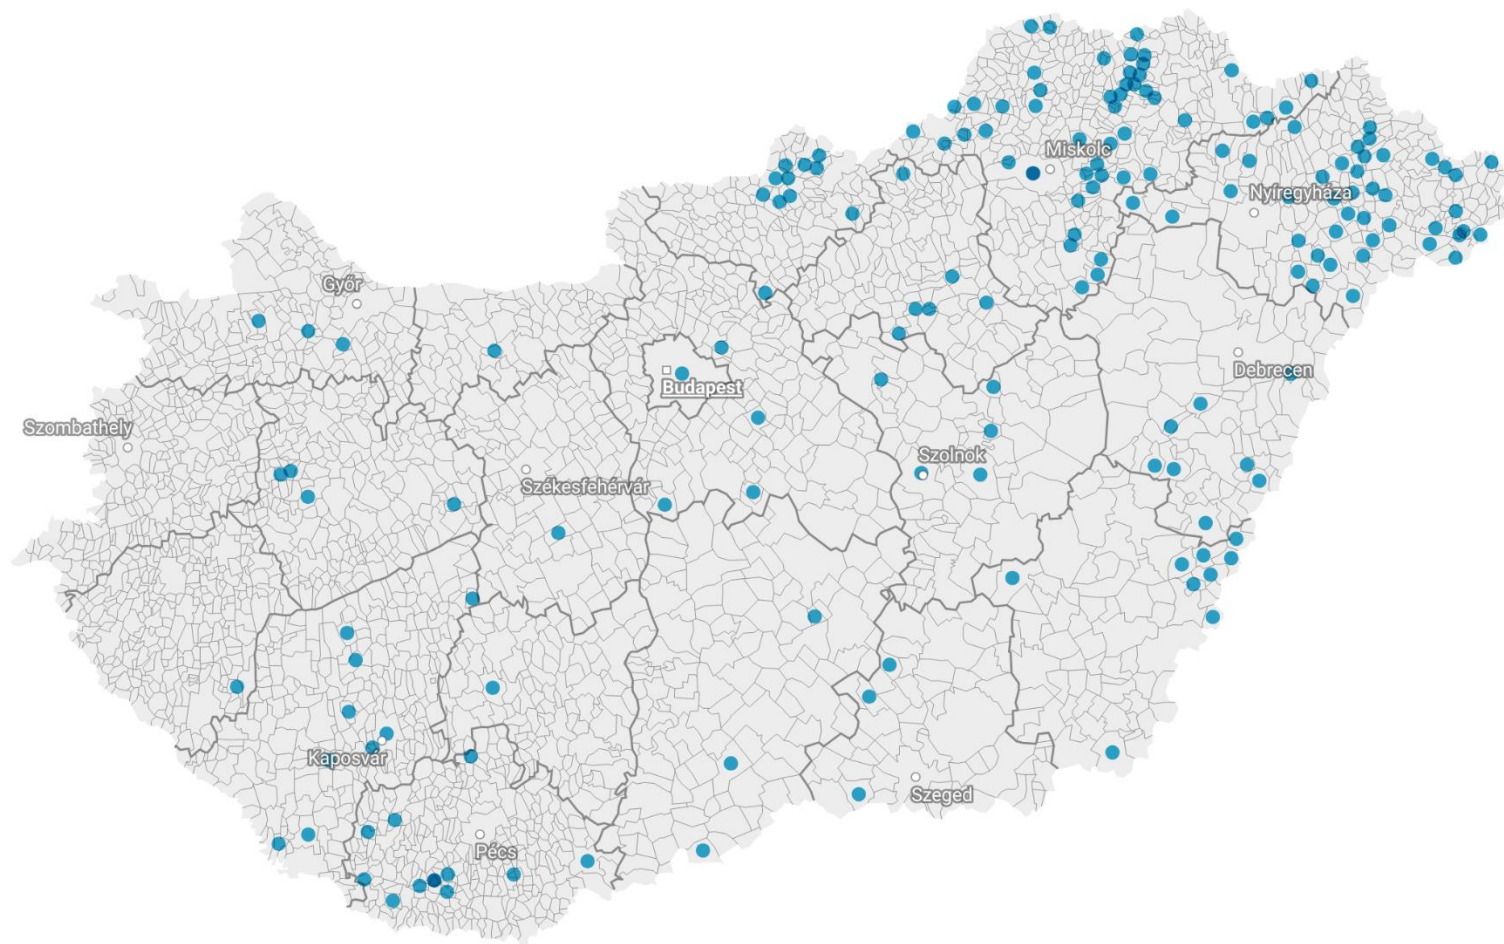 Miskolc
Nyíregyháza
Győr
Debrecen
Budapest
Szombathely
Szolnok
Székesfehérvár
Kaposvár
Szeged
Pécs